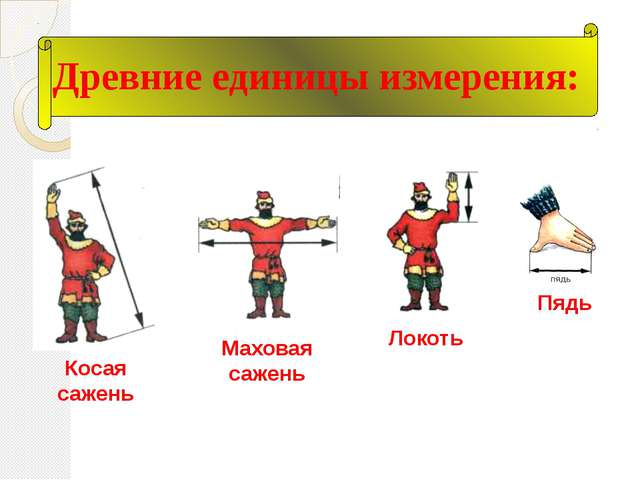 Древние единицы измерения:
пядь
Пядь
Локоть
Маховая
сажень
Косая
сажень